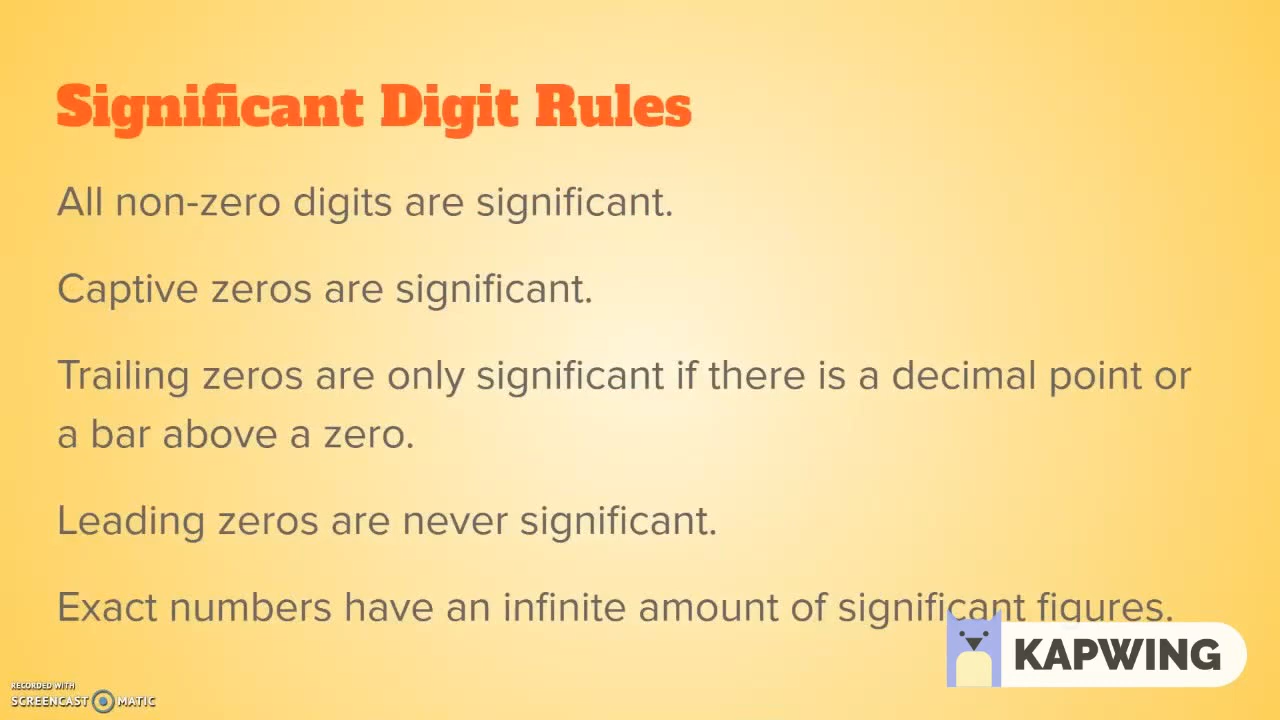 Significant Digit Rules
All non-zero digits are significant.
Captive zeros are significant.
Trailing zeros are only significant if there is a decimal point or
a bar above a zero.
Leading zeros are never significant.
Exact numbers have an infinite amount of significant figures.
KAPWING
RECORDED WITH
SCREENCAST MATIC